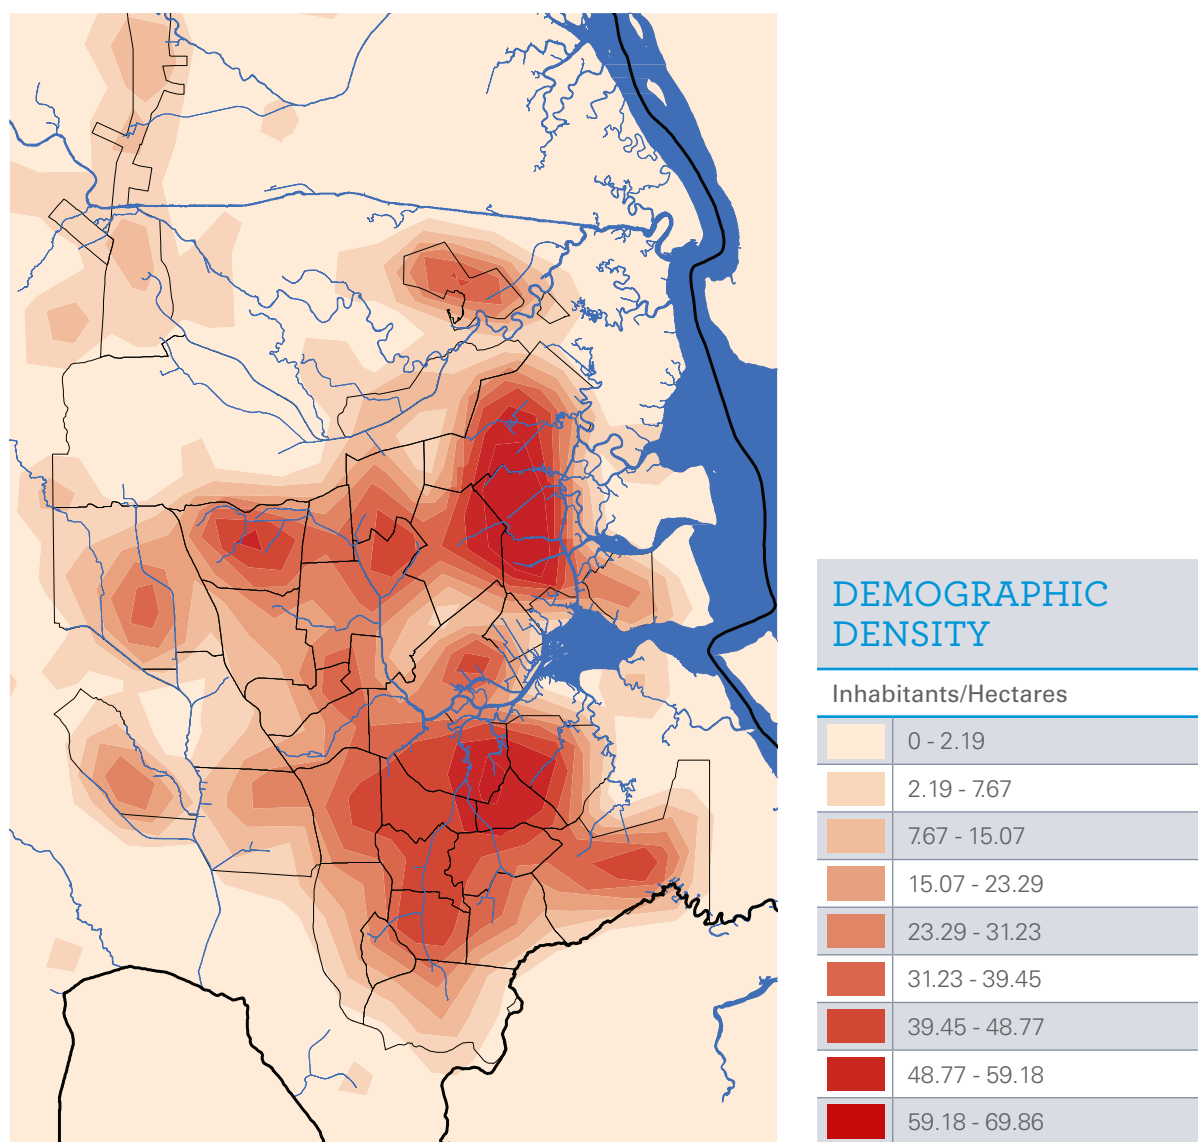 DEMOGRAPHIC
DENSITY
Inhabitants/Hectares
0 - 2.19
2.19 - 7.67
7.67 - 15.07
15.07 - 23.29
23.29 - 31.23
31.23 - 39.45
39.45 - 48.77
48.77 - 59.18
59.18 - 69.86